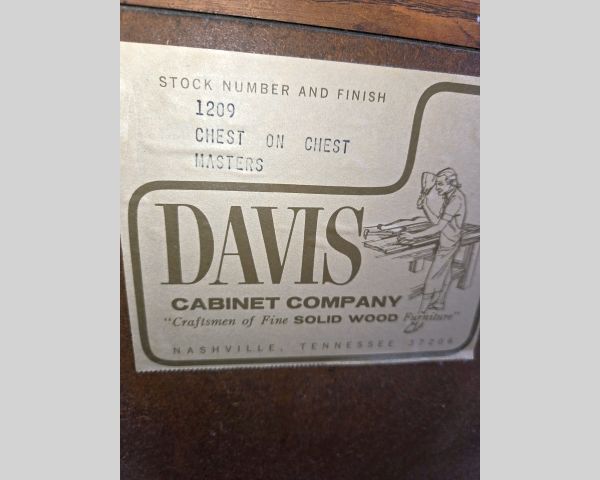 STOCK NUMBER AND FINISH
1209
CHEST ON CHEST
MASTERS
DAVIS
CABINET COMPANY
"Craftsmen of Fine SOLID WOOD Furniture"
NASHVILLE, TENNESSEE 37206